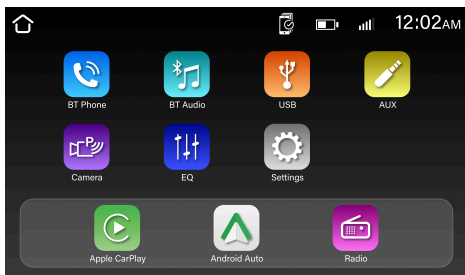 12:02AM
BT Phone
BT Audio
USB
AUX
P
Camera
EQ
Settings
Apple CarPlay
Android Auto
Radio